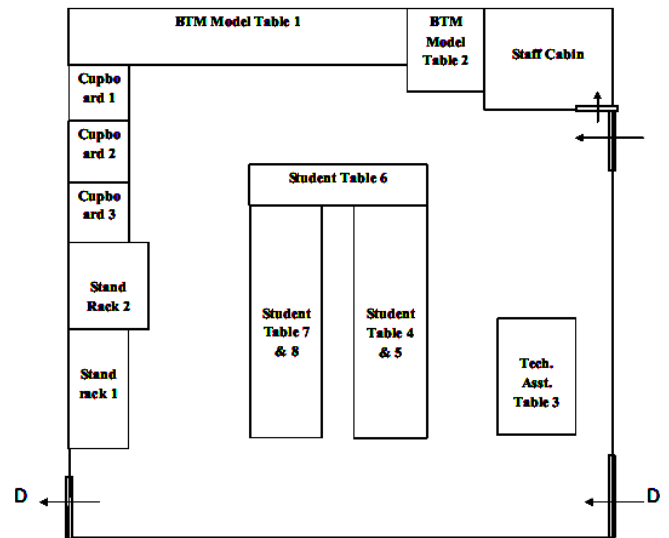 BTM Model Table 1
BTM
Model
Table 2
Staff Cabin
Cupbo
ard 1
Cupbo
ard 2
Cupbo
ard 3
Student Table 6
Stand
Rack 2
Student
Table 7
& 8
Student
Table 4
& 5
Stand
rack 1
Tech.
Asst.
Table 3
D
D